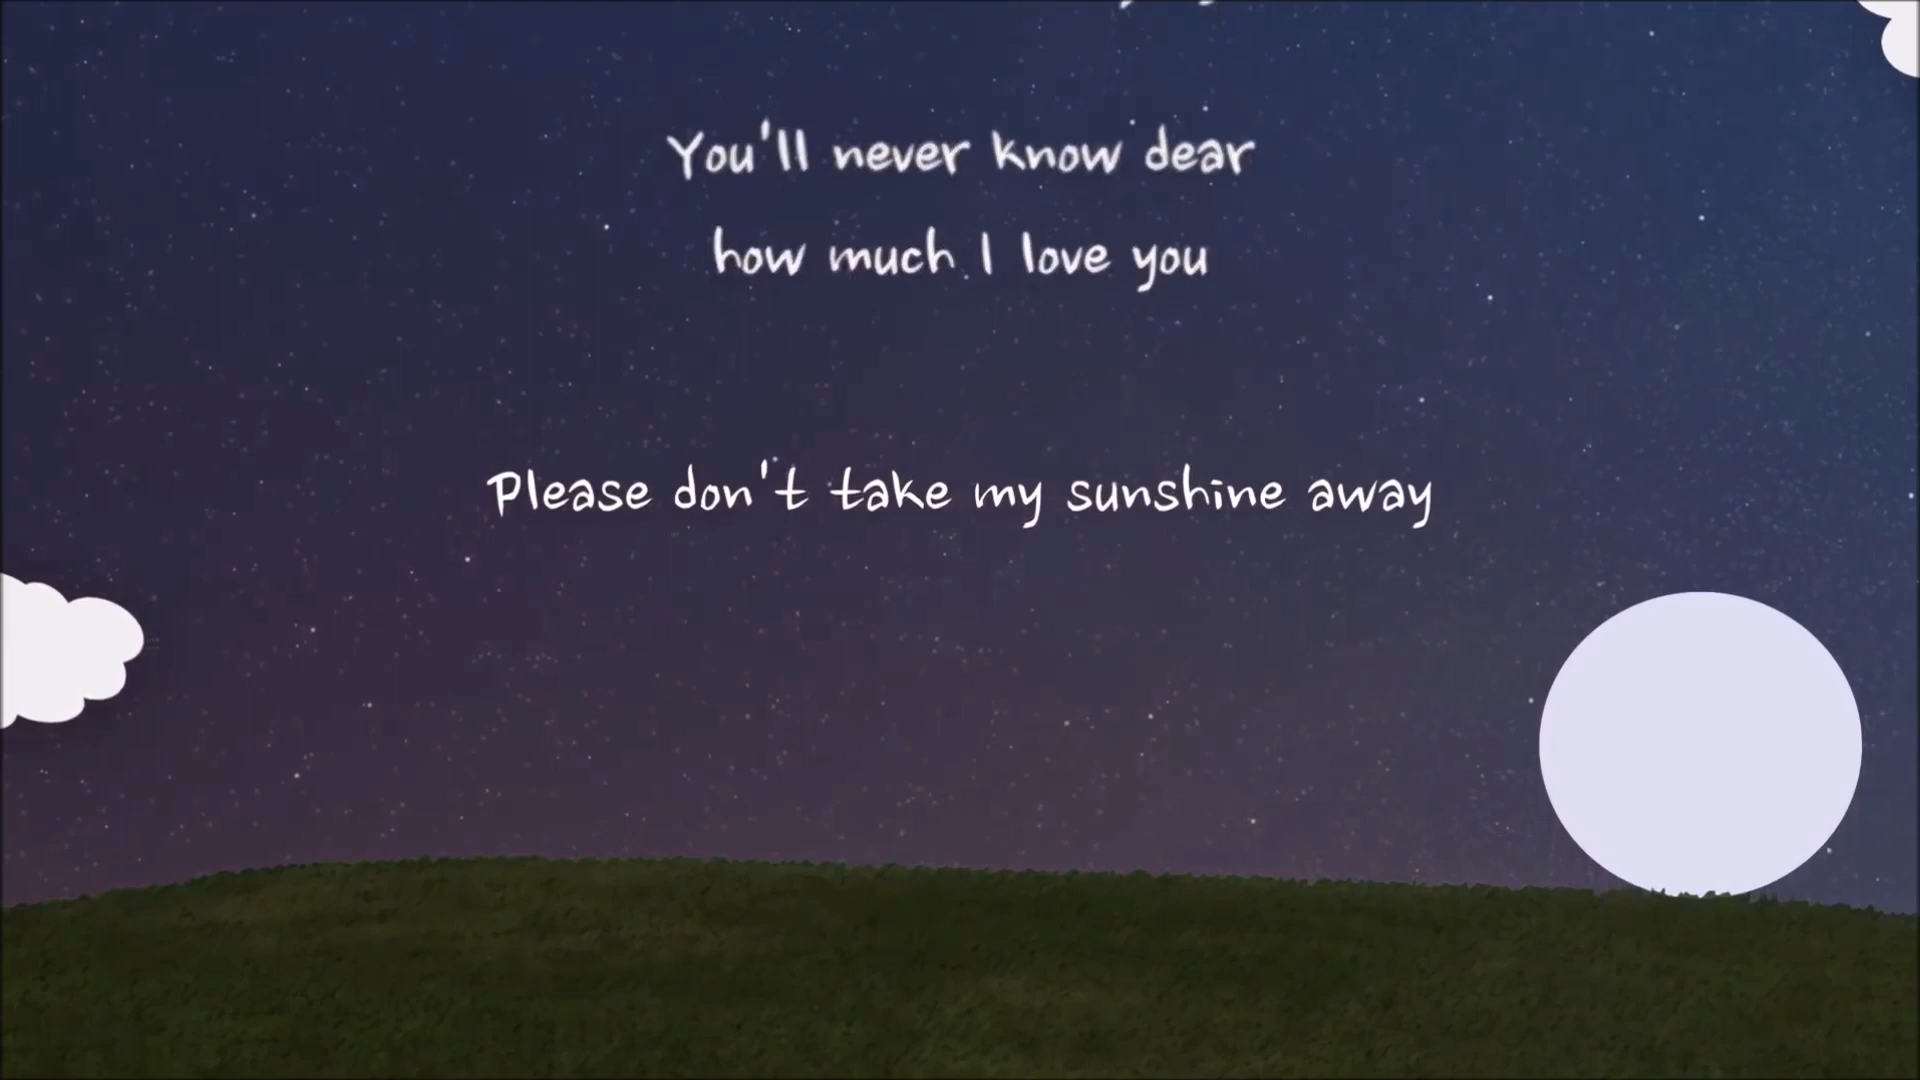 You'll never know dear
how much I love you
Please don't take my sunshine away